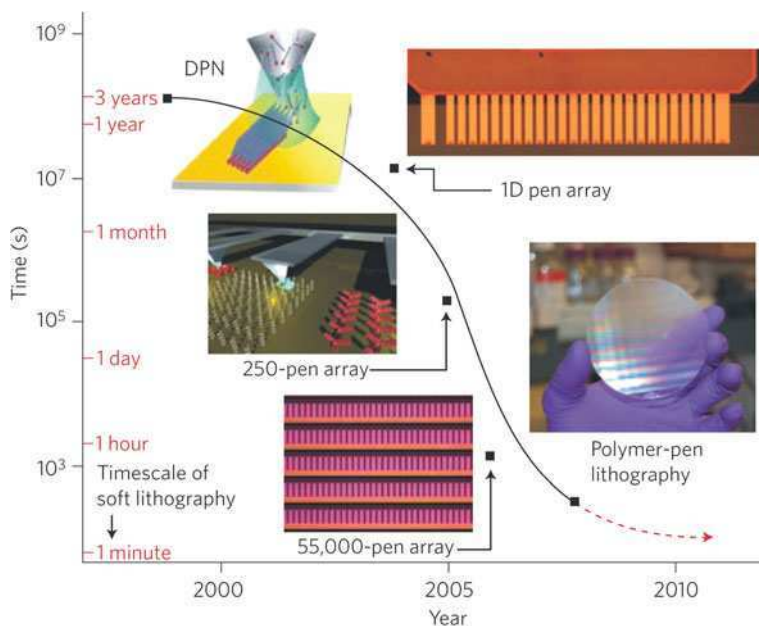 10⁹
DPN
3 years
1 year
10⁷
1D pen array
1 month
Time (s)
10⁵
250-pen array
1 day
1 hour
Polymer-pen
lithography
10³
Timescale of
soft lithography
55,000-pen array
1 minute
2000
2005
2010
Year